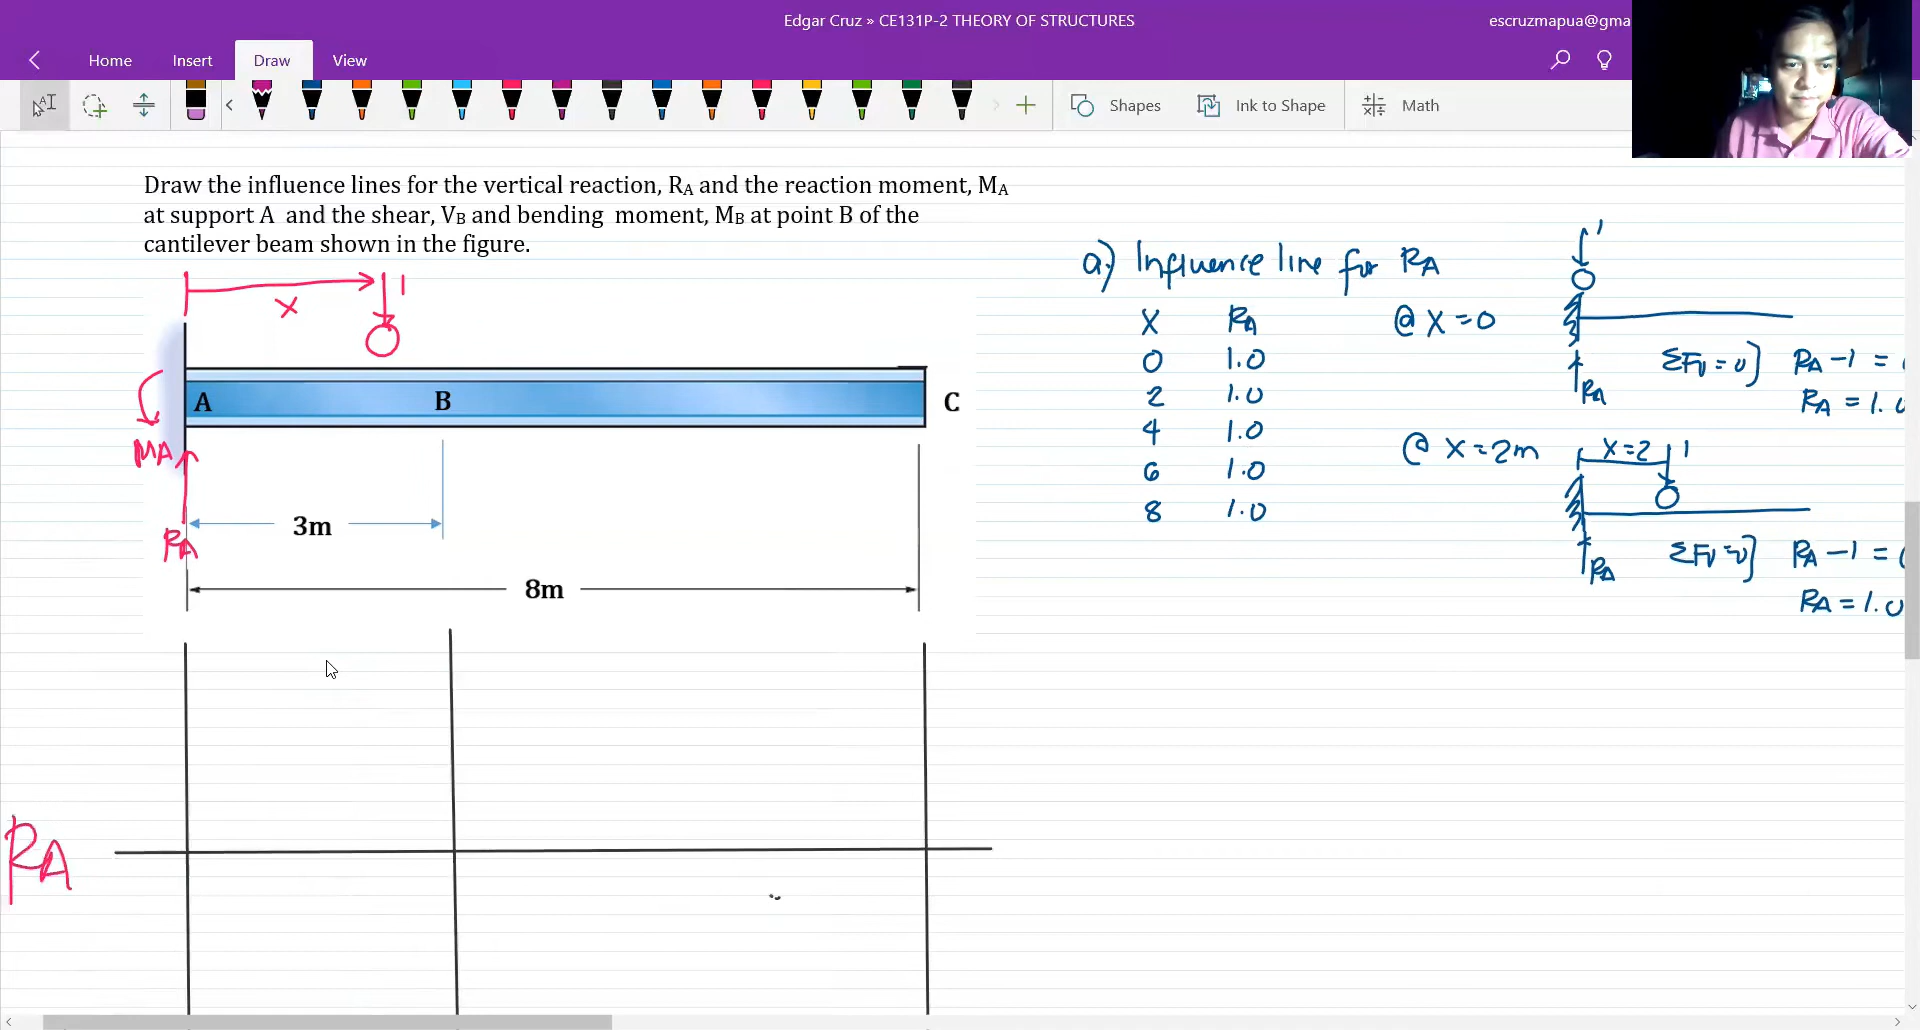 Edgar Cruz » CE131P-2 THEORY OF STRUCTURES
escruzmapua@gma
Home Insert Draw View
Shapes Ink to Shape Math
Draw the influence lines for the vertical reaction, RA and the reaction moment, MA
at support A and the shear, VB and bending moment, MB at point B of the
cantilever beam shown in the figure.
x 1
A B C
MA
RA
3m
8m
RA
a) Influence line for RA
X RA
0 1.0
2 1.0
4 1.0
6 1.0
8 1.0
@ X = 0
1
RA
ΣFv = 0] RA - 1 =
RA = 1.0
@ X = 2m
X = 2 1
RA
ΣFv = 0] RA - 1 =
RA = 1.0